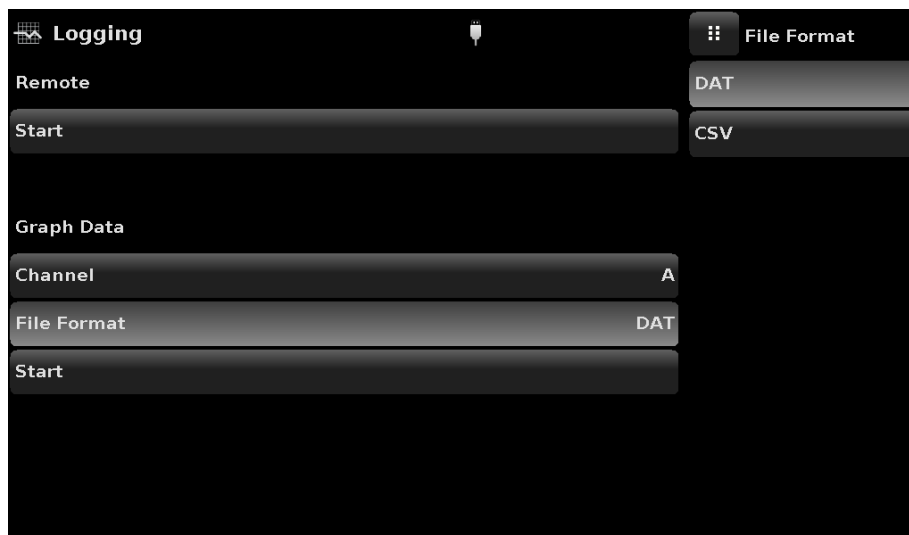 Logging
Remote
Start
Graph Data
Channel A
File Format DAT
Start
File Format
DAT
CSV